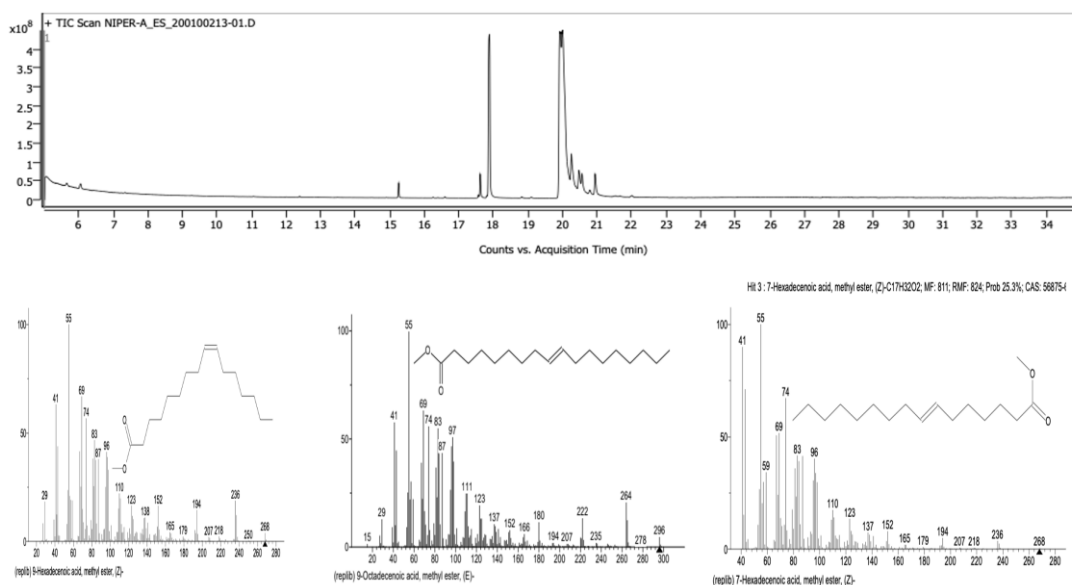 + TIC Scan NIPER-A_ES_200100213-01.D
x10⁸
1
4
3.5
3
2.5
2
1.5
1
0.5
0
6 7 8 9 10 11 12 13 14 15 16 17 18 19 20 21 22 23 24 25 26 27 28 29 30 31 32 33 34
Counts vs. Acquisition Time (min)
100
50
0
29 41 55 69 74 83 87 96 110 123 138 152 165 179 194 207 218 236 250 268
O
O
20 40 60 80 100 120 140 160 180 200 220 240 260 280
(replib) 9-Hexadecenoic acid, methyl ester, (Z)-
100
50
0
15 29 41 55 69 74 83 87 97 111 123 137 152 166 180 194 207 222 235 264 278 296
O
O
20 40 60 80 100 120 140 160 180 200 220 240 260 280 300
(replib) 9-Octadecenoic acid, methyl ester, (E)-
Hit 3 : 7-Hexadecenoic acid, methyl ester, (Z)-C17H32O2; MF: 811; RMF: 824; Prob 25.3%; CAS: 56875-
100
50
0
41 55 59 69 74 83 96 110 123 137 152 165 179 194 207 218 236 268
O
O
40 60 80 100 120 140 160 180 200 220 240 260 280
(replib) 7-Hexadecenoic acid, methyl ester, (Z)-